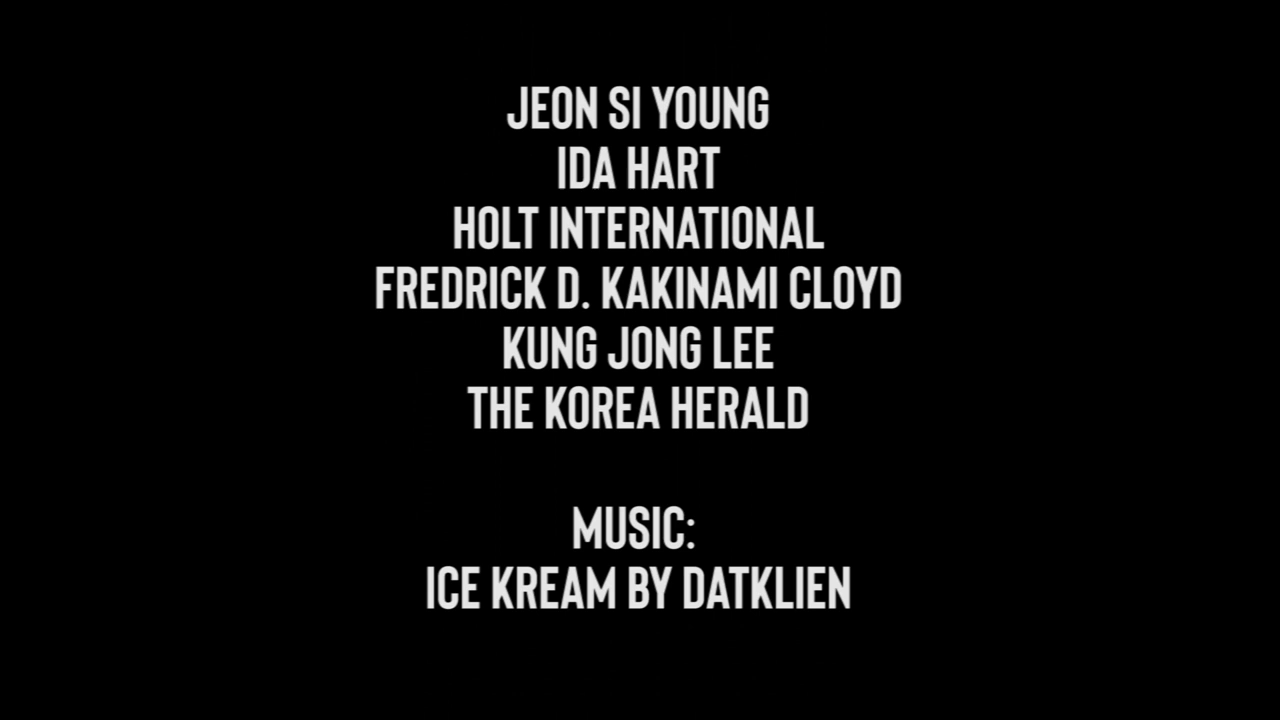 JEON SI YOUNG
IDA HART
HOLT INTERNATIONAL
FREDRICK D. KAKINAMI CLOYD
KUNG JONG LEE
THE KOREA HERALD
MUSIC:
ICE KREAM BY DATKLIEN